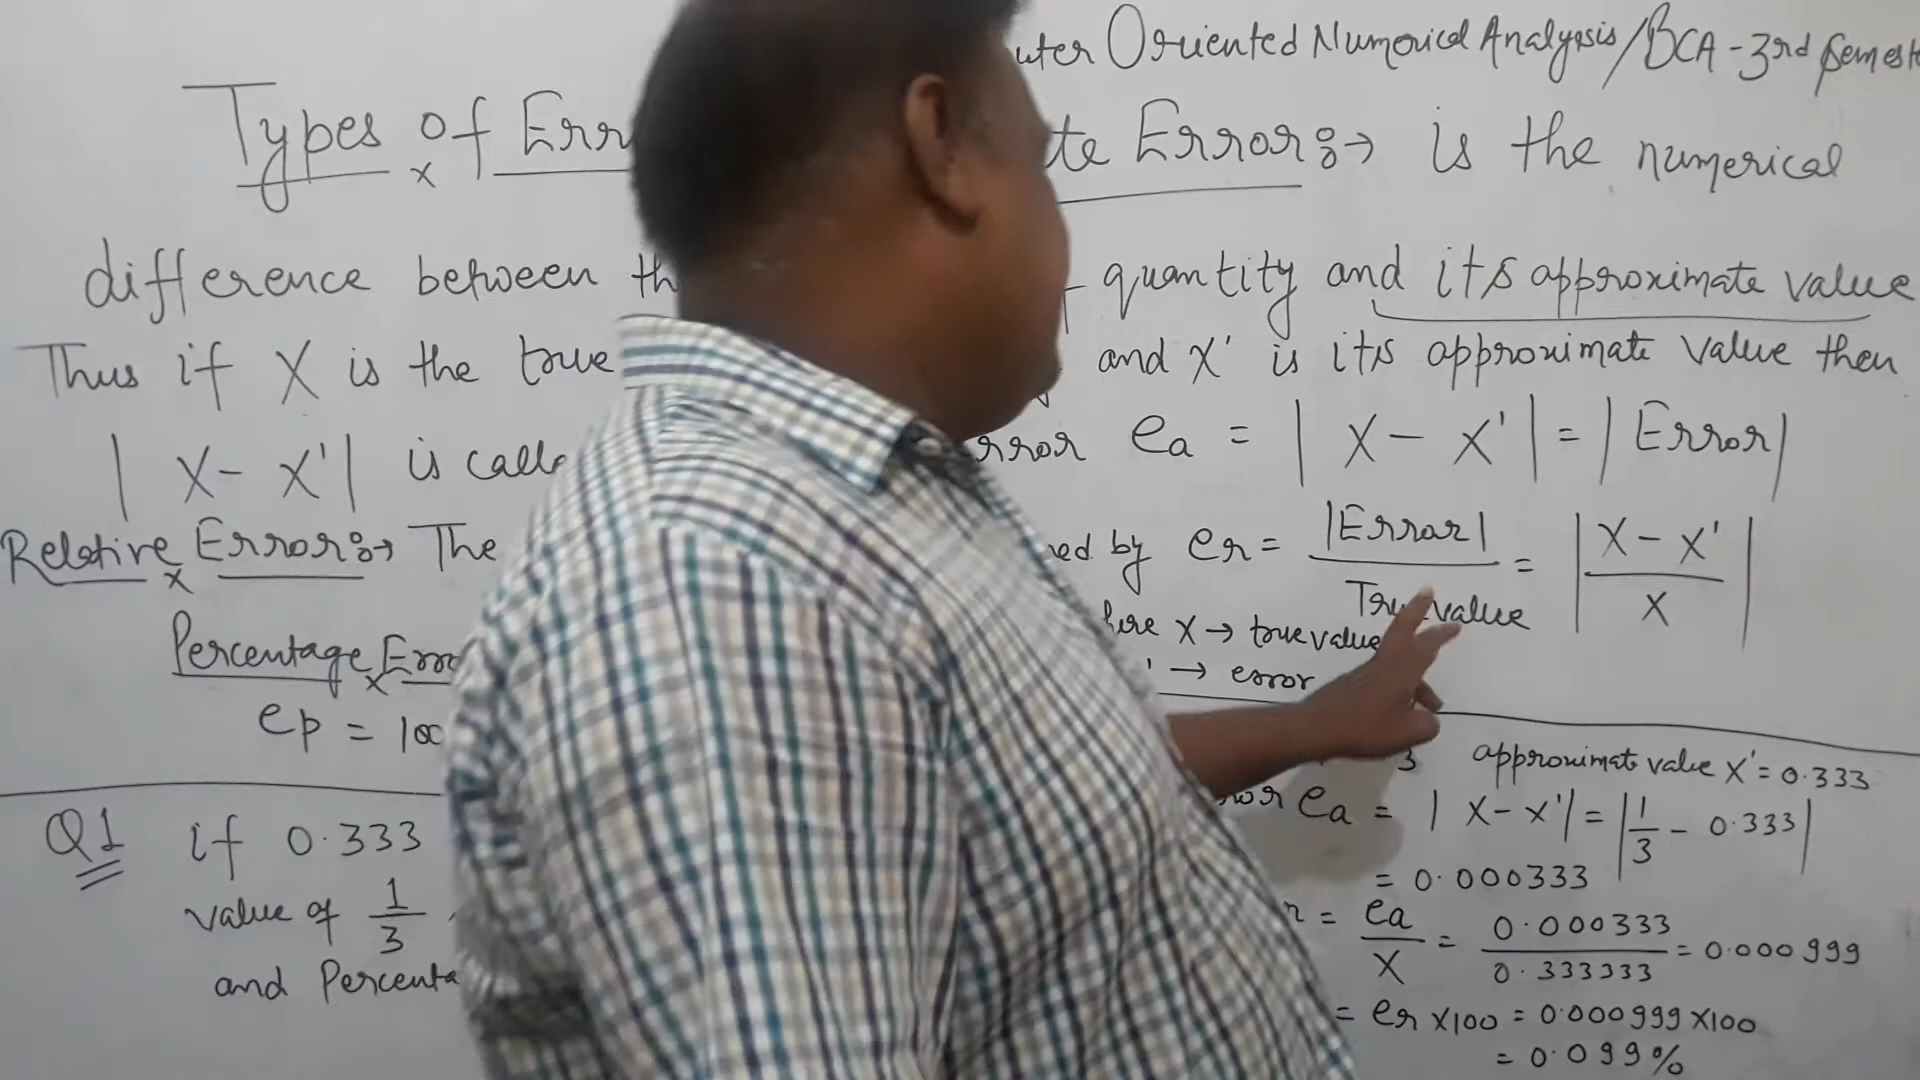 Oriented Numerical Analysis/BCA-3rd Semest
Types of Err te Error:→ is the numerical
difference between th quantity and its approximate value
Thus if X is the true and X' is its approximate value then
| X - X' | is calle rror ea = | X - X' | = | Error |
Relative Error:→ The red by er = |Error| / True value = | X - X' / X |
Percentage Erro here X → true value
' → error
ep = 100
approximate value X' = 0.333
Q1 if 0.333 ror ea = | X - X' | = | 1/3 - 0.333 |
= 0.000333
value of 1/3 r = ea / X = 0.000333 / 0.333333 = 0.000999
and Percenta = er x100 = 0.000999 x100
= 0.099%